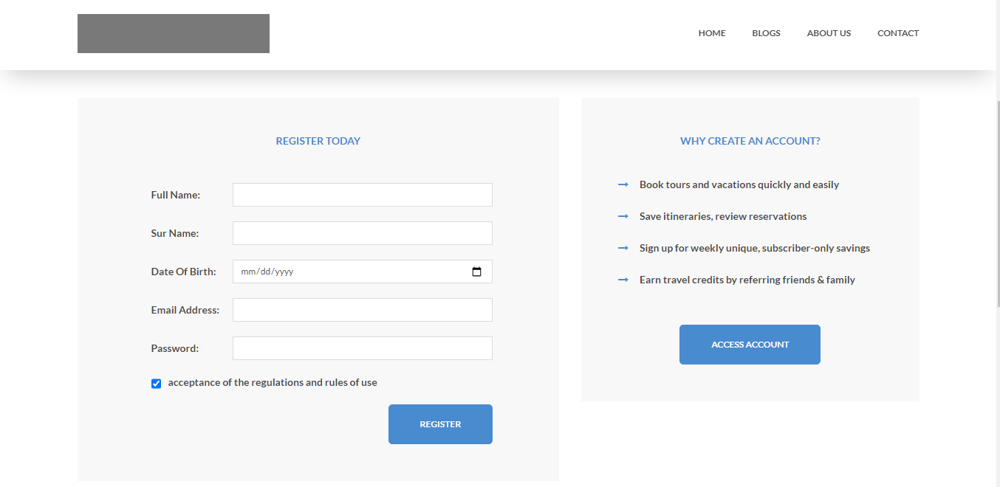 HOME BLOGS ABOUT US CONTACT
REGISTER TODAY
Full Name:
Sur Name:
Date Of Birth: mm/dd/yyyy
Email Address:
Password:
acceptance of the regulations and rules of use
REGISTER
WHY CREATE AN ACCOUNT?
Book tours and vacations quickly and easily
Save itineraries, review reservations
Sign up for weekly unique, subscriber-only savings
Earn travel credits by referring friends & family
ACCESS ACCOUNT